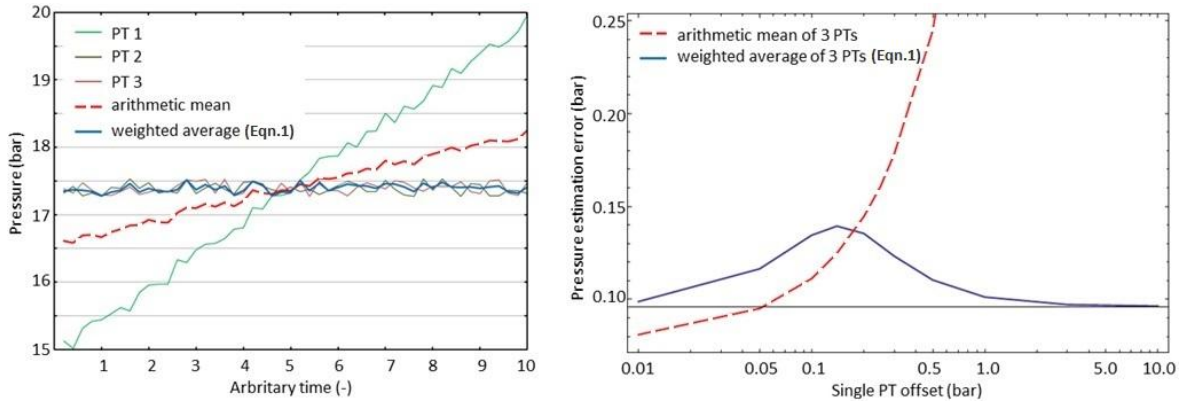 20
19
18
17
16
15
Pressure (bar)
PT 1
PT 2
PT 3
arithmetic mean
weighted average (Eqn.1)
1 2 3 4 5 6 7 8 9 10
Arbritary time (-)
0.25
0.20
0.15
0.10
Pressure estimation error (bar)
arithmetic mean of 3 PTs
weighted average of 3 PTs (Eqn.1)
0.01 0.05 0.1 0.5 1.0 5.0 10.0
Single PT offset (bar)